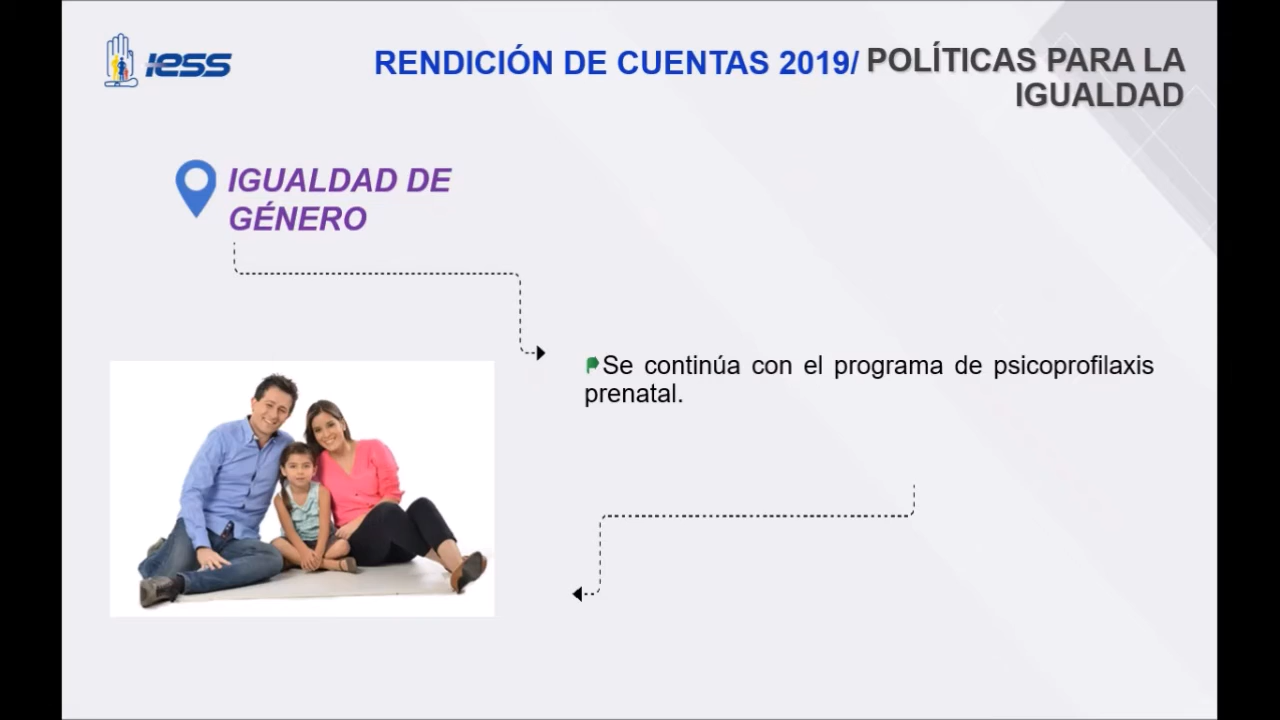 IESS
RENDICIÓN DE CUENTAS 2019/ POLÍTICAS PARA LA
IGUALDAD
IGUALDAD DE
GÉNERO
Se continúa con el programa de psicoprofilaxis
prenatal.